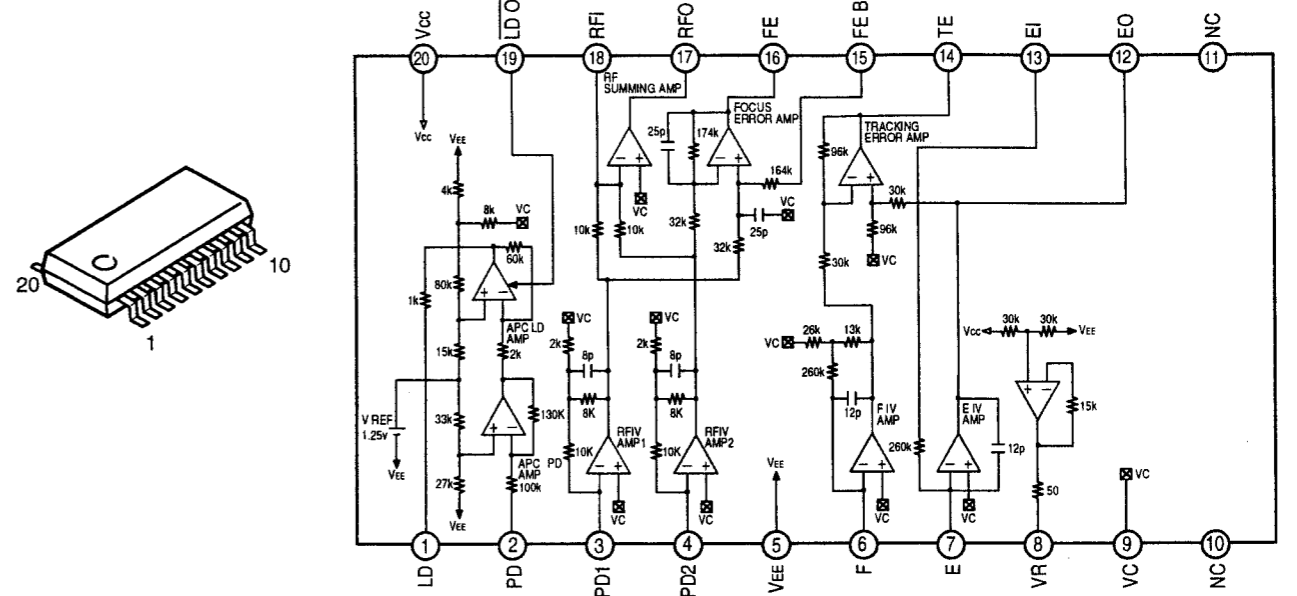 Vcc
LD O
RFi
RFO
FE
FE B
TE
EI
EO
NC
20
19
18
17
16
15
14
13
12
11
RF
SUMMING AMP
FOCUS
ERROR AMP
TRACKING
ERROR AMP
Vcc
VEE
4k
8k
VC
60k
80k
1k
APC LD
AMP
15k
2k
V REF
1.25v
VEE
33k
130K
APC PD
AMP
100k
27k
VEE
25p
174k
VC
164k
10k
10k
32k
32k
25p
VC
VC
2k
8p
8K
10K
RFIV
AMP1
VC
VC
2k
8p
8K
10K
RFIV
AMP2
VC
VEE
96k
30k
96k
VC
30k
26k
13k
VC
260k
12p
F IV
AMP
VC
260k
E IV
AMP
12p
VC
30k
30k
Vcc
VEE
15k
50
VC
20
10
1
1
2
3
4
5
6
7
8
9
10
LD
PD
PD1
PD2
VEE
F
E
VR
VC
NC